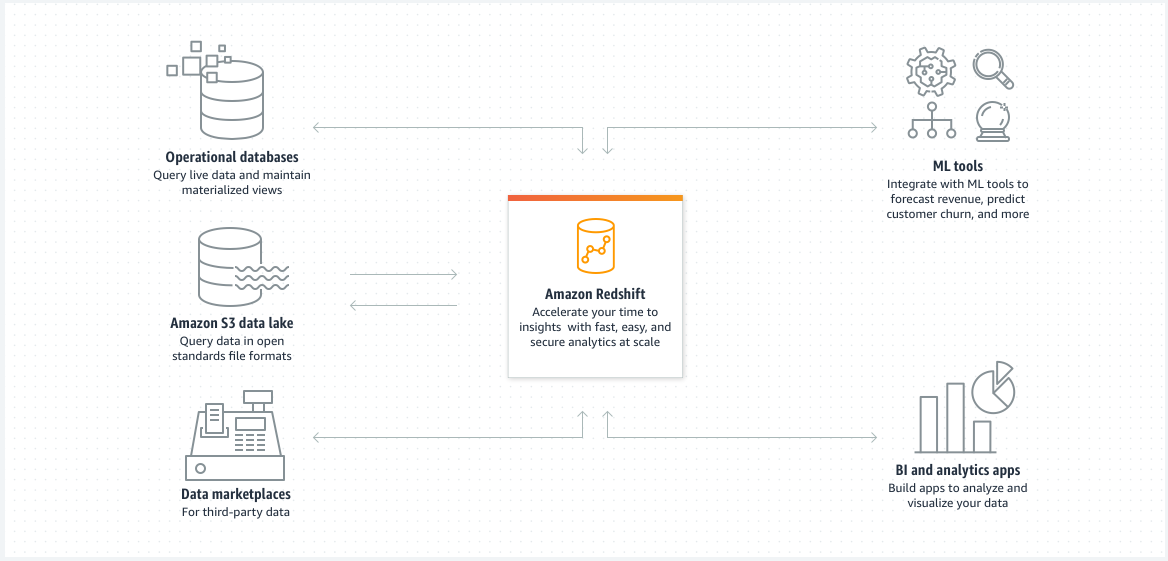 Operational databases
Query live data and maintain
materialized views
Amazon S3 data lake
Query data in open
standards file formats
Data marketplaces
For third-party data
Amazon Redshift
Accelerate your time to
insights with fast, easy, and
secure analytics at scale
ML tools
Integrate with ML tools to
forecast revenue, predict
customer churn, and more
BI and analytics apps
Build apps to analyze and
visualize your data